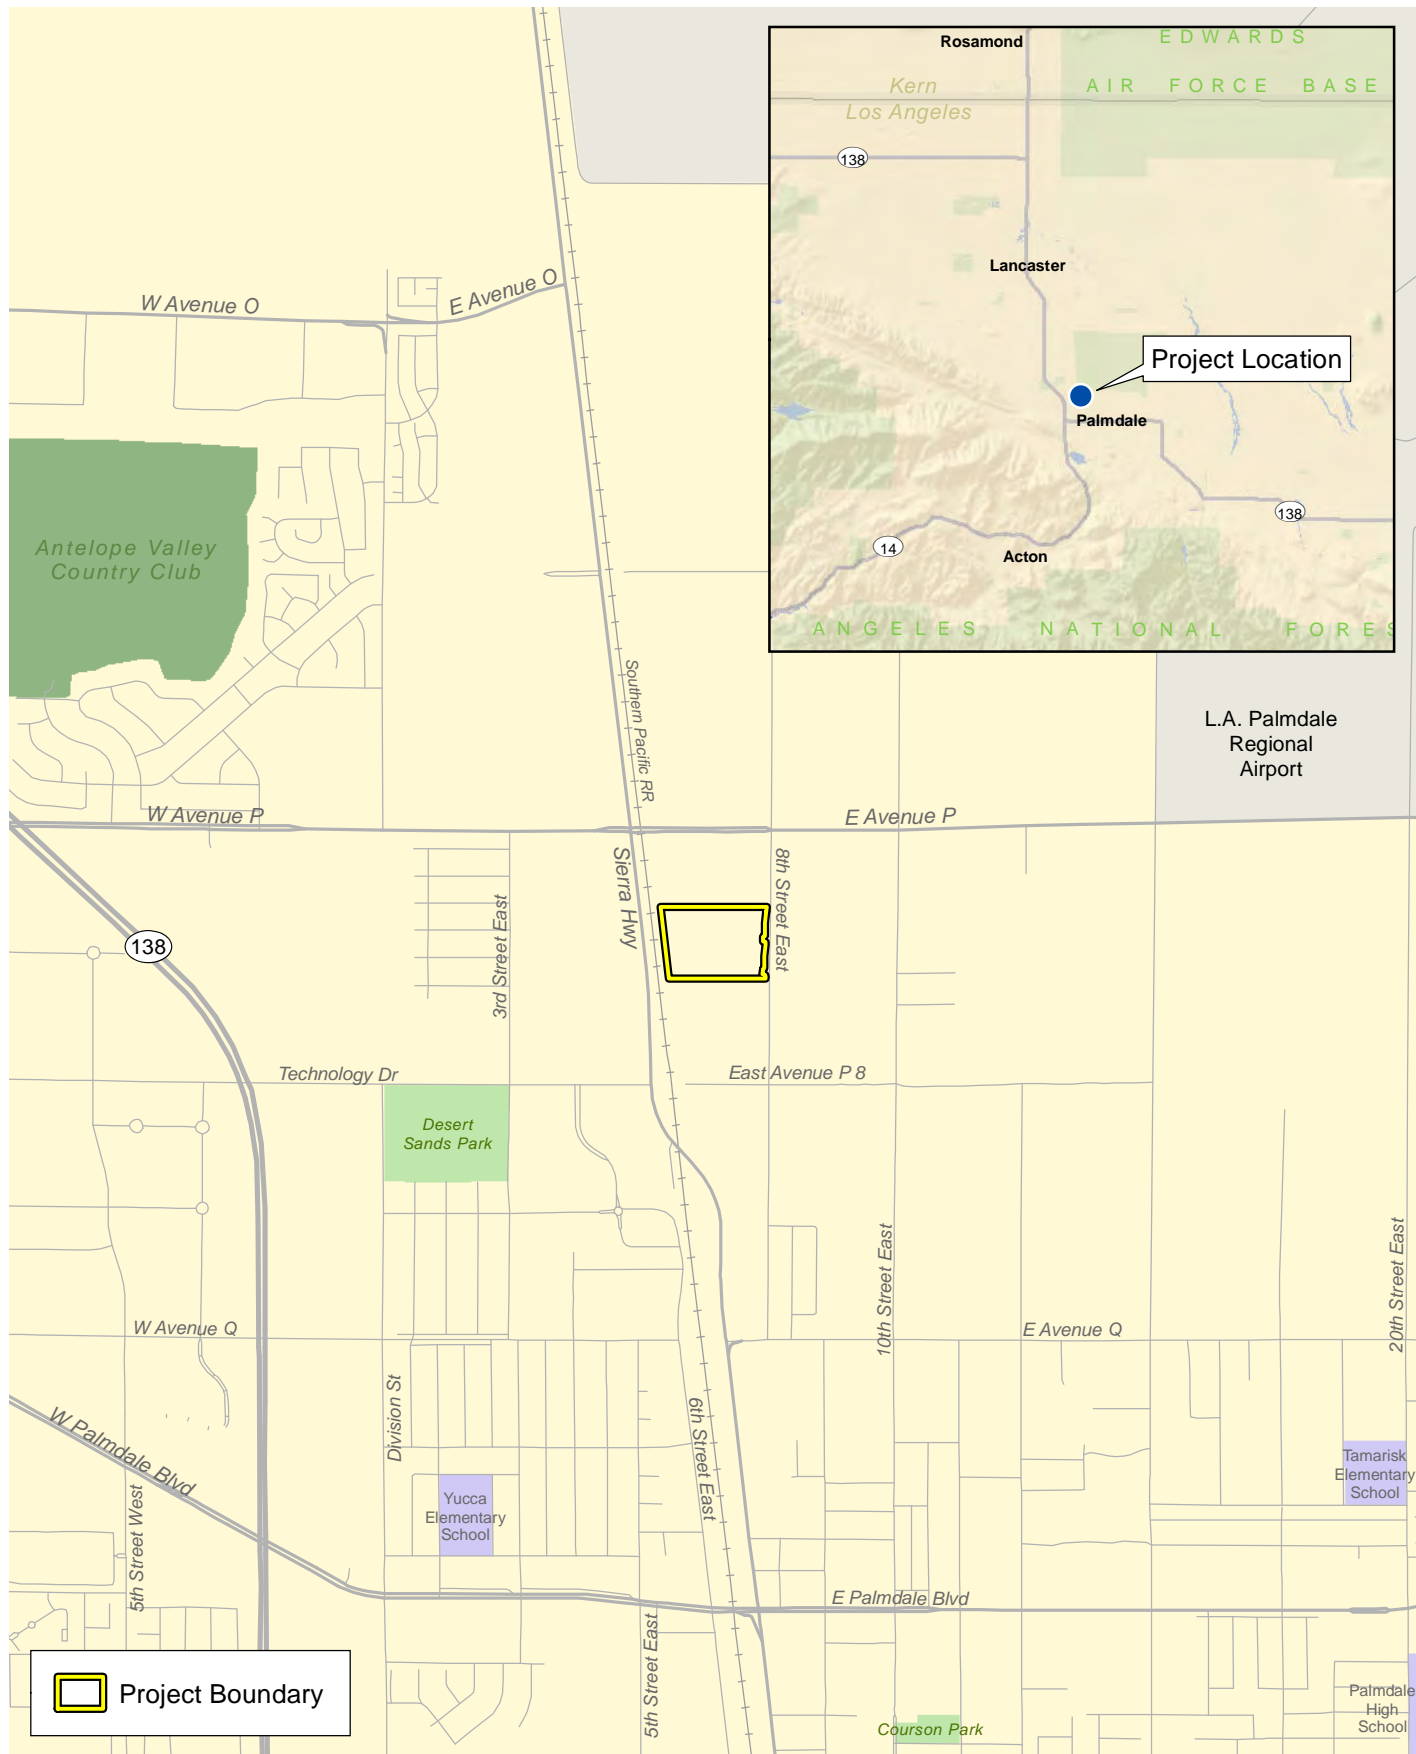 Rosamond
EDWARDS
AIR FORCE BASE
Kern
Los Angeles
138
Lancaster
Project Location
Palmdale
138
14
Acton
ANGELES NATIONAL FORES
W Avenue O
E Avenue O
Antelope Valley
Country Club
Southern Pacific RR
L.A. Palmdale
Regional
Airport
W Avenue P
E Avenue P
Sierra Hwy
8th Street East
3rd Street East
138
Technology Dr
East Avenue P 8
Desert
Sands Park
10th Street East
20th Street East
W Avenue Q
E Avenue Q
Division St
6th Street East
W Palmdale Blvd
Tamarisk
Elementary
School
Yucca
Elementary
School
5th Street West
E Palmdale Blvd
5th Street East
Project Boundary
Courson Park
Palmdale
High
School